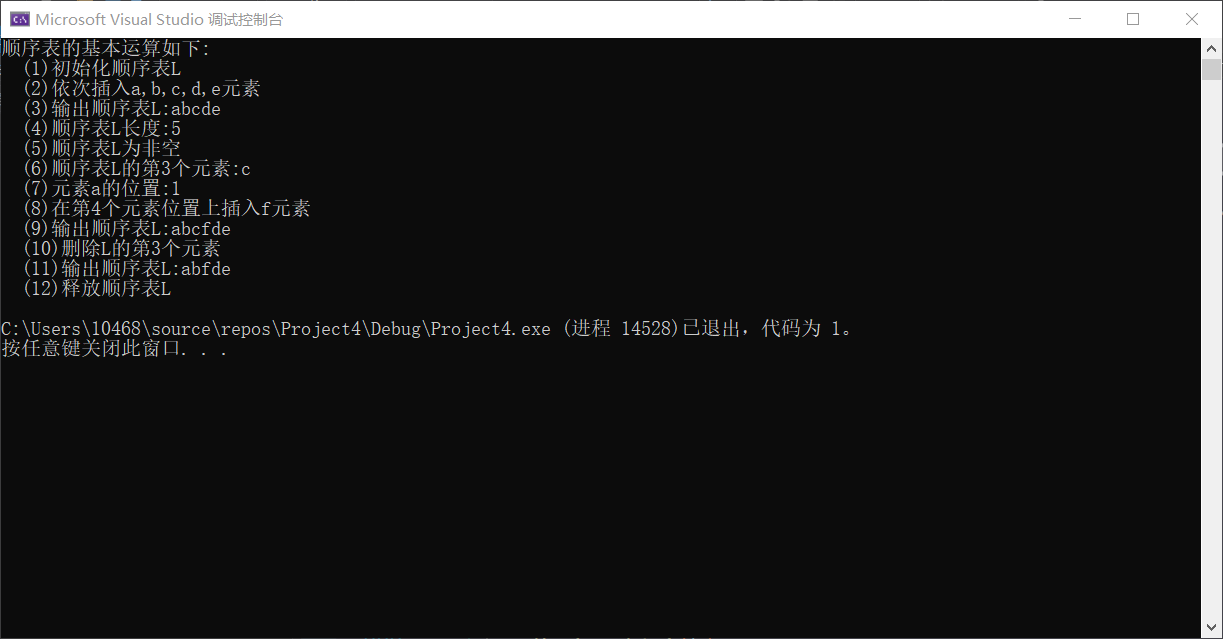 Microsoft Visual Studio 调试控制台
顺序表的基本运算如下:
(1)初始化顺序表L
(2)依次插入a,b,c,d,e元素
(3)输出顺序表L:abcde
(4)顺序表L长度:5
(5)顺序表L为非空
(6)顺序表L的第3个元素:c
(7)元素a的位置:1
(8)在第4个元素位置上插入f元素
(9)输出顺序表L:abcfde
(10)删除L的第3个元素
(11)输出顺序表L:abfde
(12)释放顺序表L
C:\Users\10468\source\repos\Project4\Debug\Project4.exe (进程 14528)已退出，代码为 1。
按任意键关闭此窗口. . .